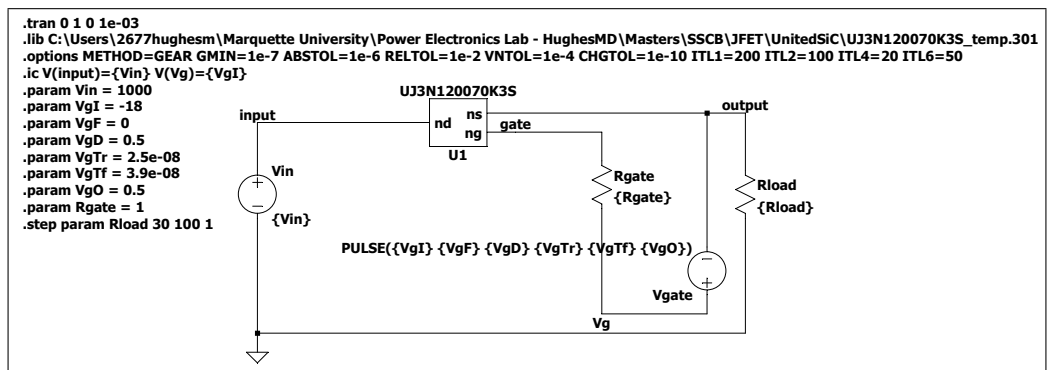 .tran 0 1 0 1e-03
.lib C:\Users\2677hughesm\Marquette University\Power Electronics Lab - HughesMD\Masters\SSCB\JFET\UnitedSiC\UJ3N120070K3S_temp.301
.options METHOD=GEAR GMIN=1e-7 ABSTOL=1e-6 RELTOL=1e-2 VNTOL=1e-4 CHGTOL=1e-10 ITL1=200 ITL2=100 ITL4=20 ITL6=50
.ic V(input)={Vin} V(Vg)={VgI}
.param Vin = 1000
.param VgI = -18
.param VgF = 0
.param VgD = 0.5
.param VgTr = 2.5e-08
.param VgTf = 3.9e-08
.param VgO = 0.5
.param Rgate = 1
.step param Rload 30 100 1
UJ3N120070K3S
input
nd
ns
ng
U1
gate
output
Vin
{Vin}
Rgate
{Rgate}
Rload
{Rload}
PULSE({VgI} {VgF} {VgD} {VgTr} {VgTf} {VgO})
Vgate
Vg